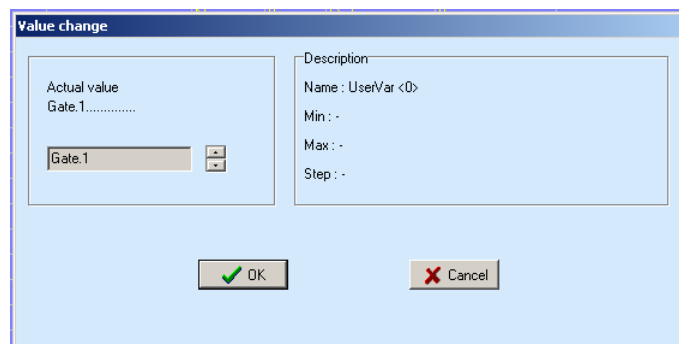 Value change
Actual value
Gate.1..............
Gate.1
Description
Name : UserVar <0>
Min : -
Max : -
Step : -
OK
Cancel